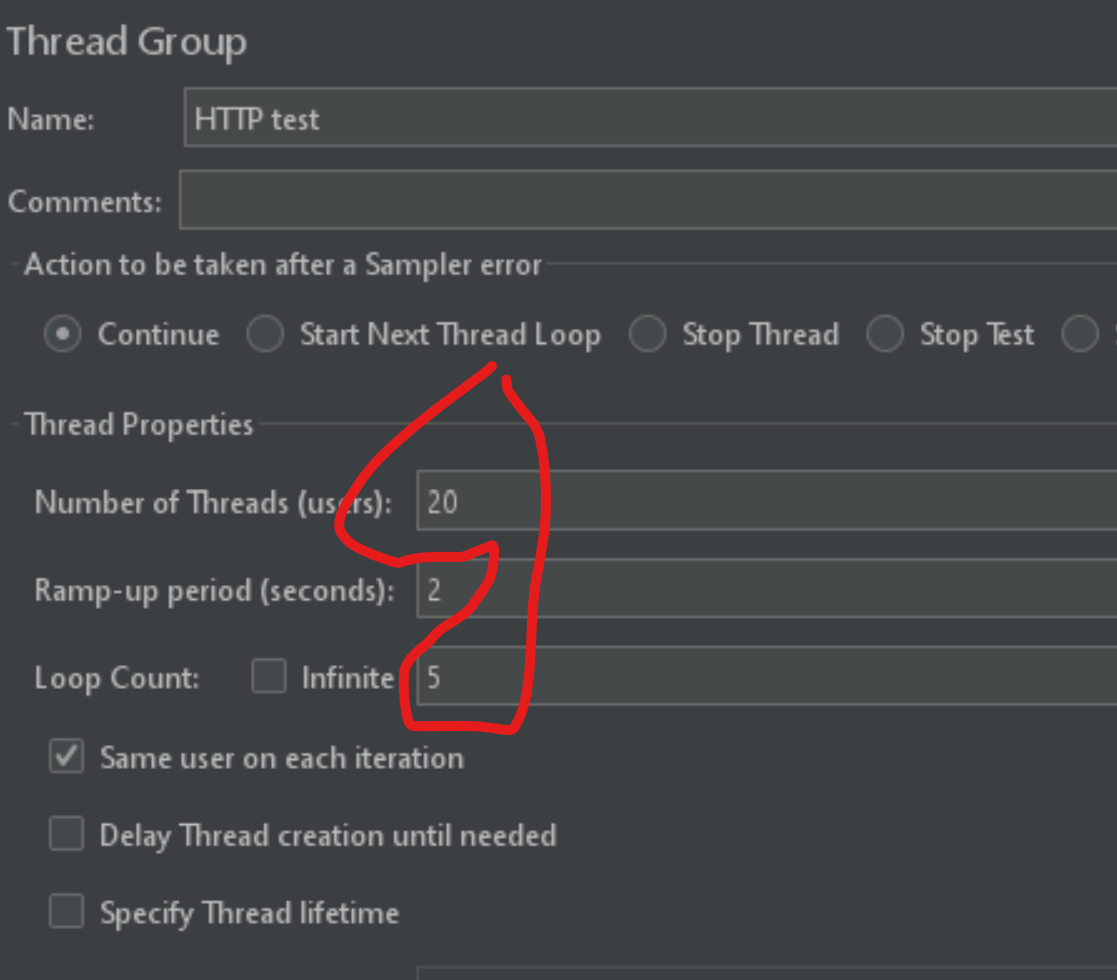 Thread Group
Name: HTTP test
Comments:
Action to be taken after a Sampler error
Continue Start Next Thread Loop Stop Thread Stop Test
Thread Properties
Number of Threads (users): 20
Ramp-up period (seconds): 2
Loop Count: Infinite 5
Same user on each iteration
Delay Thread creation until needed
Specify Thread lifetime